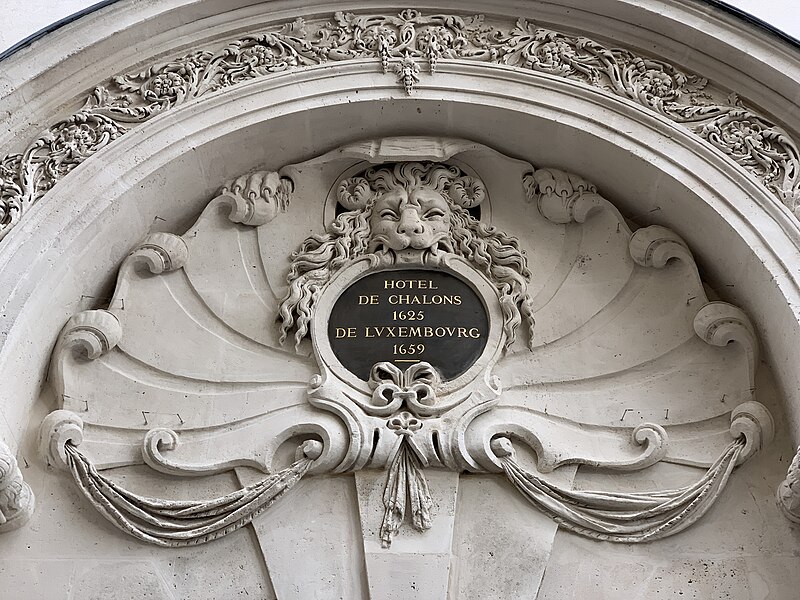 HOTEL
DE CHALONS
1625
DE LVXEMBOVRG
1659